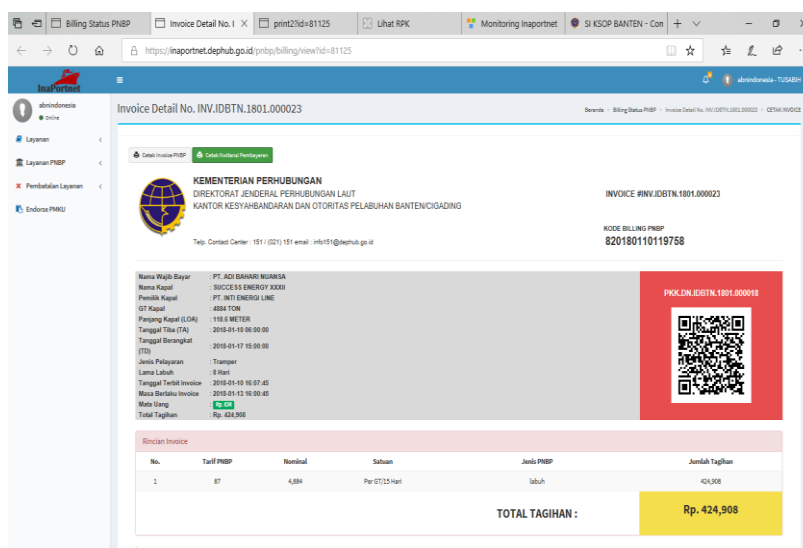 Billing Status PNBP
Invoice Detail No. I
print2?id=81125
Lihat RPK
Monitoring Inaportnet
SI KSOP BANTEN - Con
https://inaportnet.dephub.go.id/pnbp/billing/view?id=81125
InaPortnet
abnindonesia - TUSABIH
abnindonesia
Online
Layanan
Layanan PNBP
Pembatalan Layanan
Endorse PMKU
Invoice Detail No. INV.IDBTN.1801.000023
Beranda > Billing Status PNBP > Invoice Detail No. INV.IDBTN.1801.000023 > CETAK INVOICE
Cetak Invoice PNBP
Cetak Kwitansi Pembayaran
KEMENTERIAN PERHUBUNGAN
DIREKTORAT JENDERAL PERHUBUNGAN LAUT
KANTOR KESYAHBANDARAN DAN OTORITAS PELABUHAN BANTEN/CIGADING
Telp. Contact Center : 151 / (021) 151 email : info151@dephub.go.id
INVOICE #INV.IDBTN.1801.000023
KODE BILLING PNBP
820180110119758
Nama Wajib Bayar : PT. ADI BAHARI NUANSA
Nama Kapal : SUCCESS ENERGY XXXII
Pemilik Kapal : PT. INTI ENERGI LINE
GT Kapal : 4884 TON
Panjang Kapal (LOA) : 118.6 METER
Tanggal Tiba (TA) : 2018-01-10 06:00:00
Tanggal Berangkat (TD) : 2018-01-17 15:00:00
Jenis Pelayaran : Tramper
Lama Labuh : 8 Hari
Tanggal Terbit Invoice : 2018-01-10 16:07:45
Masa Berlaku Invoice : 2018-01-13 16:00:45
Mata Uang : Rp. IDR
Total Tagihan : Rp. 424,908
PKK.DN.IDBTN.1801.000018
Rincian Invoice
No. Tarif PNBP Nominal Satuan Jenis PNBP Jumlah Tagihan
1 87 4,884 Per GT/15 Hari labuh 424,908
TOTAL TAGIHAN : Rp. 424,908